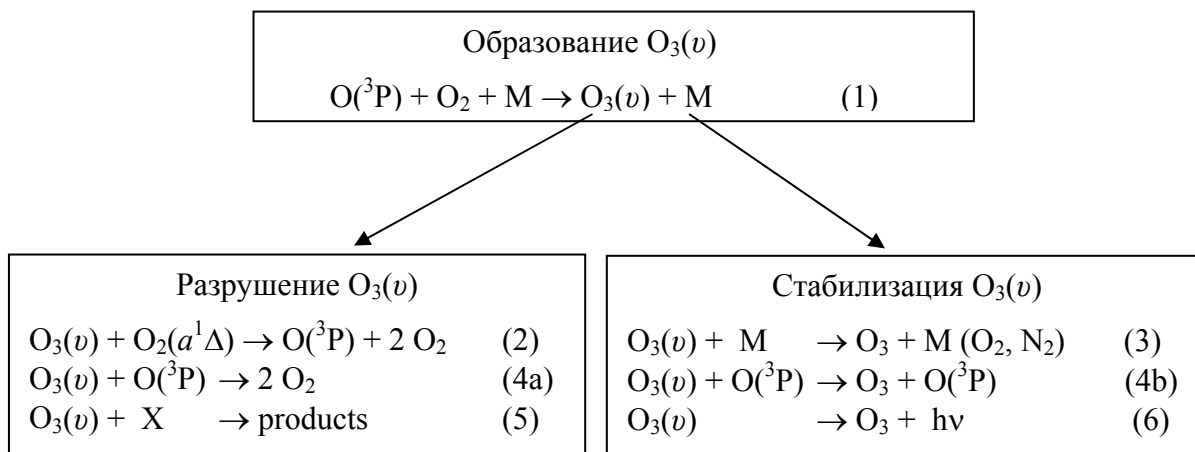 Образование O₃(υ)
O(³P) + O₂ + M → O₃(υ) + M (1)
Разрушение O₃(υ)
O₃(υ) + O₂(a¹Δ) → O(³P) + 2 O₂ (2)
O₃(υ) + O(³P) → 2 O₂ (4a)
O₃(υ) + X → products (5)
Стабилизация O₃(υ)
O₃(υ) + M → O₃ + M (O₂, N₂) (3)
O₃(υ) + O(³P) → O₃ + O(³P) (4b)
O₃(υ) → O₃ + hν (6)